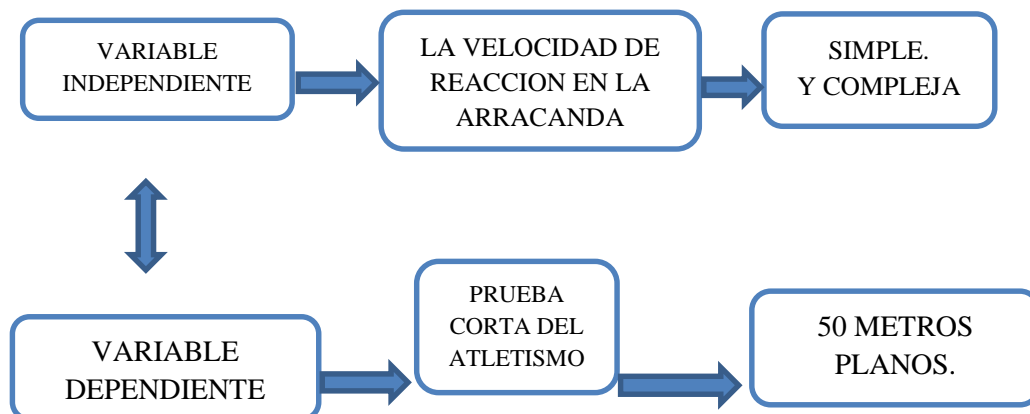 VARIABLE
INDEPENDIENTE
LA VELOCIDAD DE
REACCION EN LA
ARRACANDA
SIMPLE.
Y COMPLEJA
VARIABLE
DEPENDIENTE
PRUEBA
CORTA DEL
ATLETISMO
50 METROS
PLANOS.